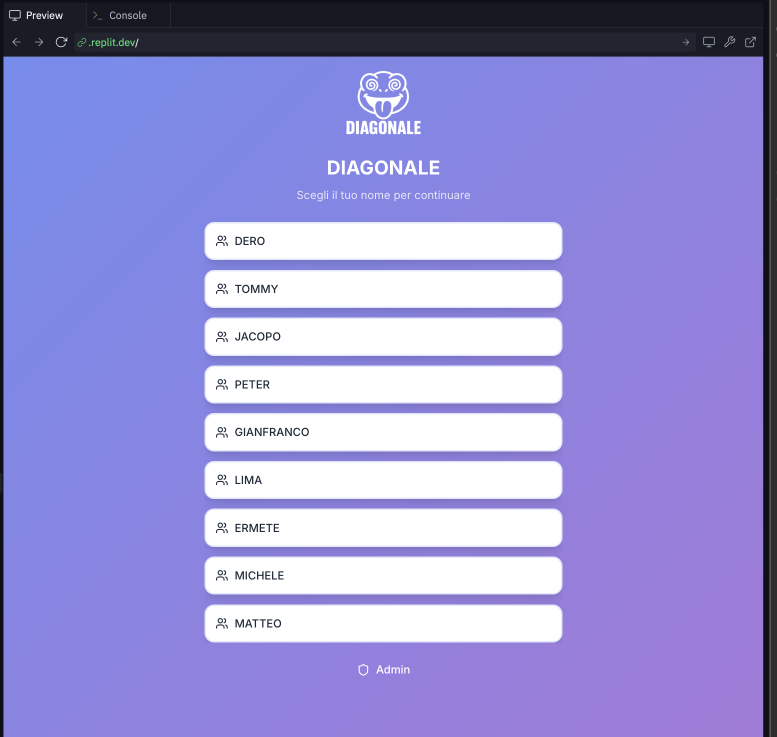 Preview
Console
.replit.dev/
DIAGONALE
DIAGONALE
Scegli il tuo nome per continuare
DERO
TOMMY
JACOPO
PETER
GIANFRANCO
LIMA
ERMETE
MICHELE
MATTEO
Admin